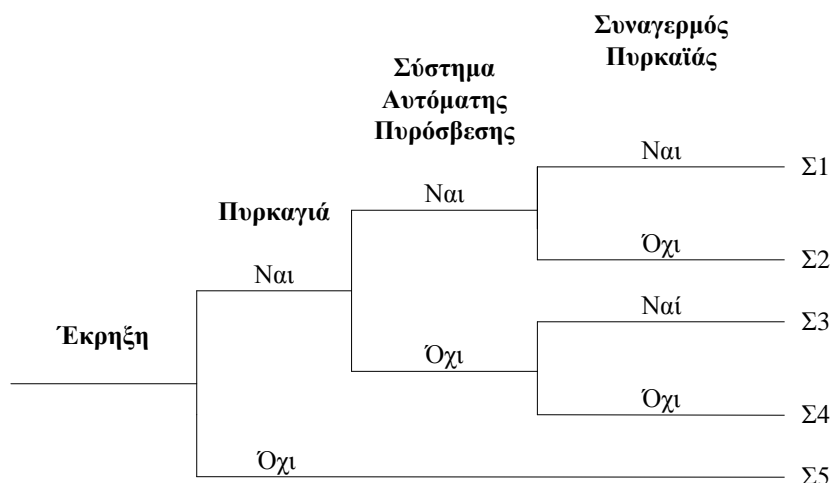 Συναγερμός
Πυρκαϊάς
Σύστημα
Αυτόματης
Πυρόσβεσης
Ναι
Σ1
Πυρκαγιά
Ναι
Όχι
Σ2
Ναι
Ναί
Σ3
Έκρηξη
Όχι
Όχι
Σ4
Όχι
Σ5